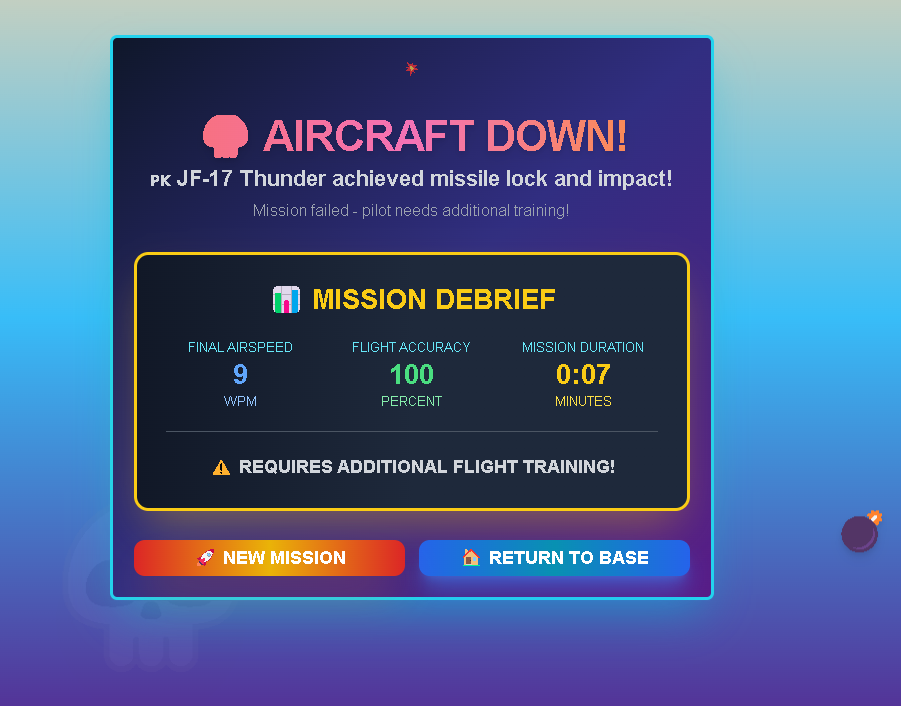 AIRCRAFT DOWN!
PK JF-17 Thunder achieved missile lock and impact!
Mission failed - pilot needs additional training!
MISSION DEBRIEF
FINAL AIRSPEED FLIGHT ACCURACY MISSION DURATION
9 100 0:07
WPM PERCENT MINUTES
REQUIRES ADDITIONAL FLIGHT TRAINING!
NEW MISSION RETURN TO BASE